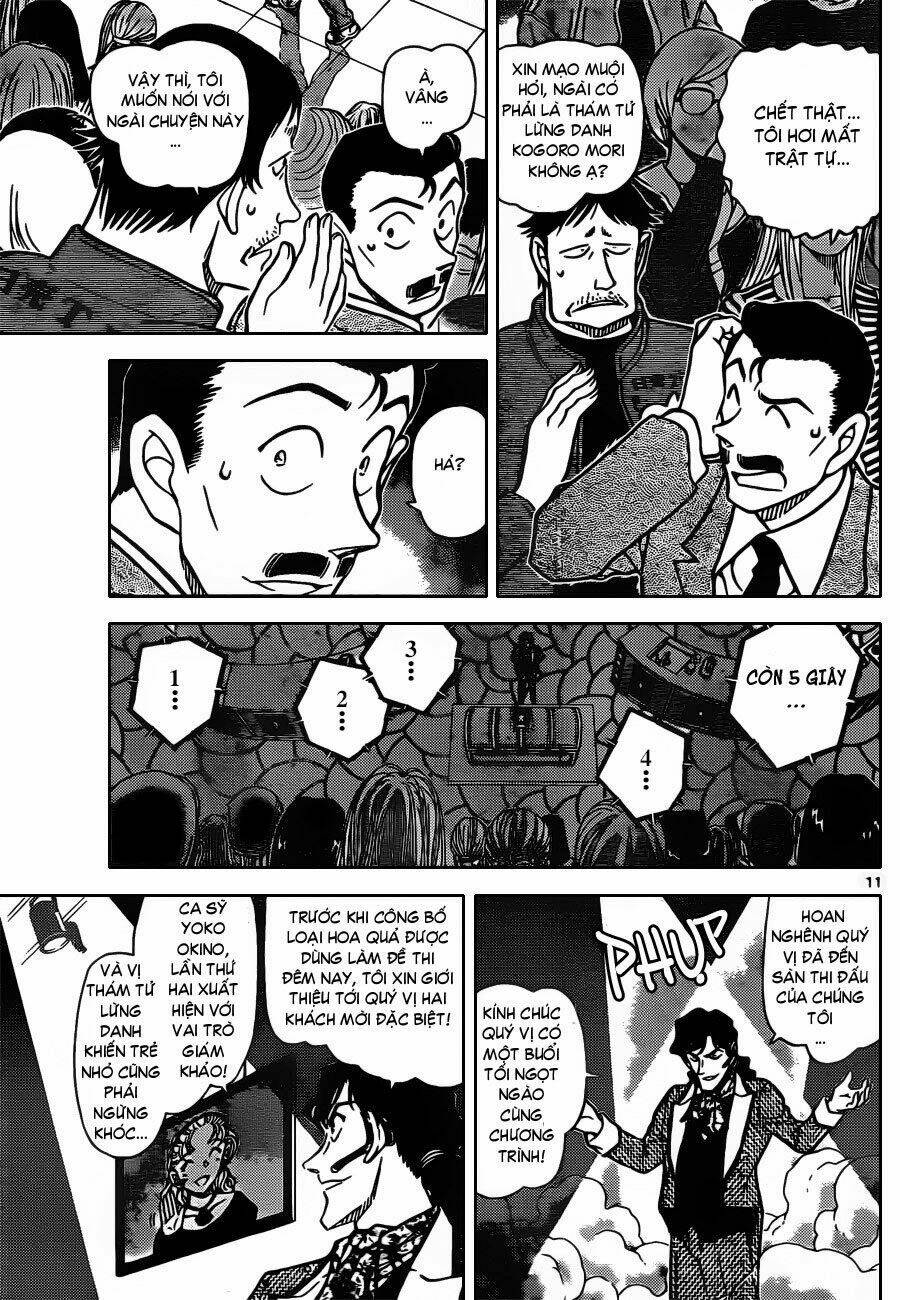 CHẾT THẬT...
TÔI HƠI MẤT
TRẬT TỰ...
XIN MẠO MUỘI
HỎI, NGÀI CÓ
PHẢI LÀ THÁM TỬ
LỪNG DANH
KOGORO MORI
KHÔNG Ạ?
À,
VÂNG
...
VẬY THÌ, TÔI
MUỐN NÓI VỚI
NGÀI CHUYỆN NÀY
...
HẢ?
CÒN 5 GIÂY
...
4
...
3
...
2
...
1
...
11
HOAN
NGHÊNH QUÝ
VỊ ĐÃ ĐẾN
SÀN THI ĐẤU
CỦA CHÚNG
TÔI
...
PHỤT
KÍNH CHÚC
QUÝ VỊ CÓ
MỘT BUỔI
TỐI NGỌT
NGÀO
CÙNG
CHƯƠNG
TRÌNH!
TRƯỚC KHI CÔNG BỐ
LOẠI HOA QUẢ ĐƯỢC
DÙNG LÀM ĐỀ THI
ĐÊM NAY, TÔI XIN GIỚI
THIỆU TỚI QUÝ VỊ HAI
KHÁCH MỜI ĐẶC BIỆT!
CA SỸ
YOKO
OKINO,
LẦN THỨ
HAI XUẤT
HIỆN VỚI
VAI TRÒ
GIÁM
KHẢO!
VÀ VỊ
THÁM TỬ
LỪNG
DANH
KHIẾN TRẺ
NHỎ CŨNG
PHẢI
NGỪNG
KHÓC...